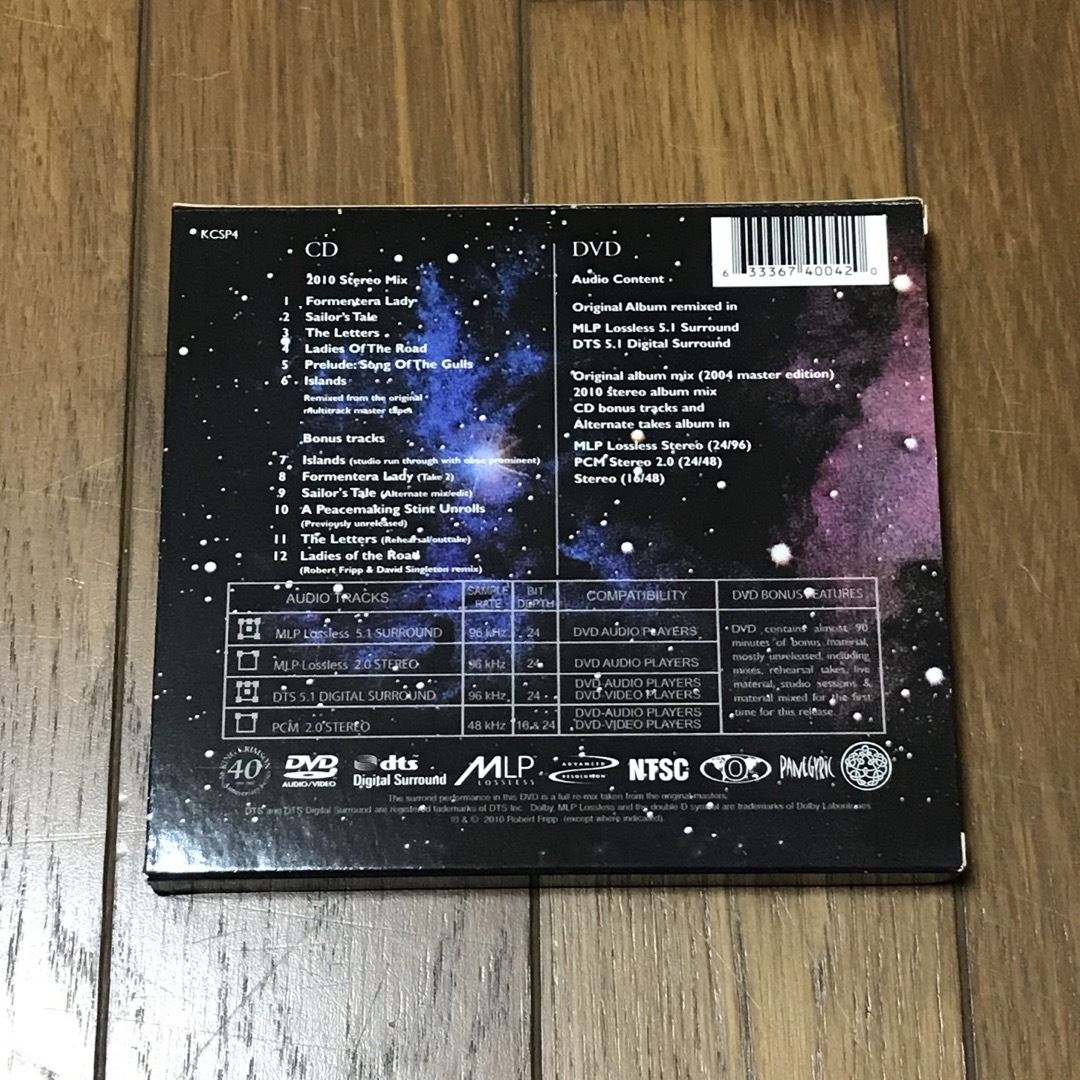 KCSP4
CD
2010 Stereo Mix
1 Formentera Lady
2 Sailor's Tale
3 The Letters
4 Ladies Of The Road
5 Prelude: Song Of The Gulls
6 Islands
Remixed from the original
multitrack master tapes
Bonus tracks
7 Islands (studio run through with oboe prominent)
8 Formentera Lady (Take 2)
9 Sailor's Tale (Alternate mix/edit)
10 A Peacemaking Stint Unrolls
(Previously unreleased)
11 The Letters (Rehearsal/outtake)
12 Ladies of the Road
(Robert Fripp & David Singleton remix)
DVD
Audio Content
Original Album remixed in
MLP Lossless 5.1 Surround
DTS 5.1 Digital Surround
Original album mix (2004 master edition)
2010 stereo album mix
CD bonus tracks and
Alternate takes album in
MLP Lossless Stereo (24/96)
PCM Stereo 2.0 (24/48)
Stereo (16/48)
6 33367 40042 0
AUDIO TRACKS SAMPLE RATE BIT DEPTH COMPATIBILITY
MLP Lossless 5.1 SURROUND 96 kHz 24 DVD AUDIO PLAYERS
MLP Lossless 2.0 STEREO 96 kHz 24 DVD AUDIO PLAYERS
DTS 5.1 DIGITAL SURROUND 96 kHz 24 DVD-AUDIO PLAYERS DVD-VIDEO PLAYERS
PCM 2.0 STEREO 48 kHz 16 & 24 DVD-AUDIO PLAYERS DVD-VIDEO PLAYERS
DVD BONUS FEATURES
DVD contains almost 90
minutes of bonus material,
mostly unreleased, including
mixes, rehearsal takes, live
material, studio sessions &
material mixed for the first
time for this release.
KING CRIMSON 40 Anniversary
DVD AUDIO/VIDEO
dts Digital Surround
MLP LOSSLESS
ADVANCED RESOLUTION
NTSC
0
PANEGYRIC
The surrond performance in this DVD is a full re-mix taken from the original masters.
DTS and DTS Digital Surround are registered trademarks of DTS Inc. Dolby, MLP Lossless and the double D symbol are trademarks of Dolby Laboratories
℗ & © 2010 Robert Fripp (except where indicated).